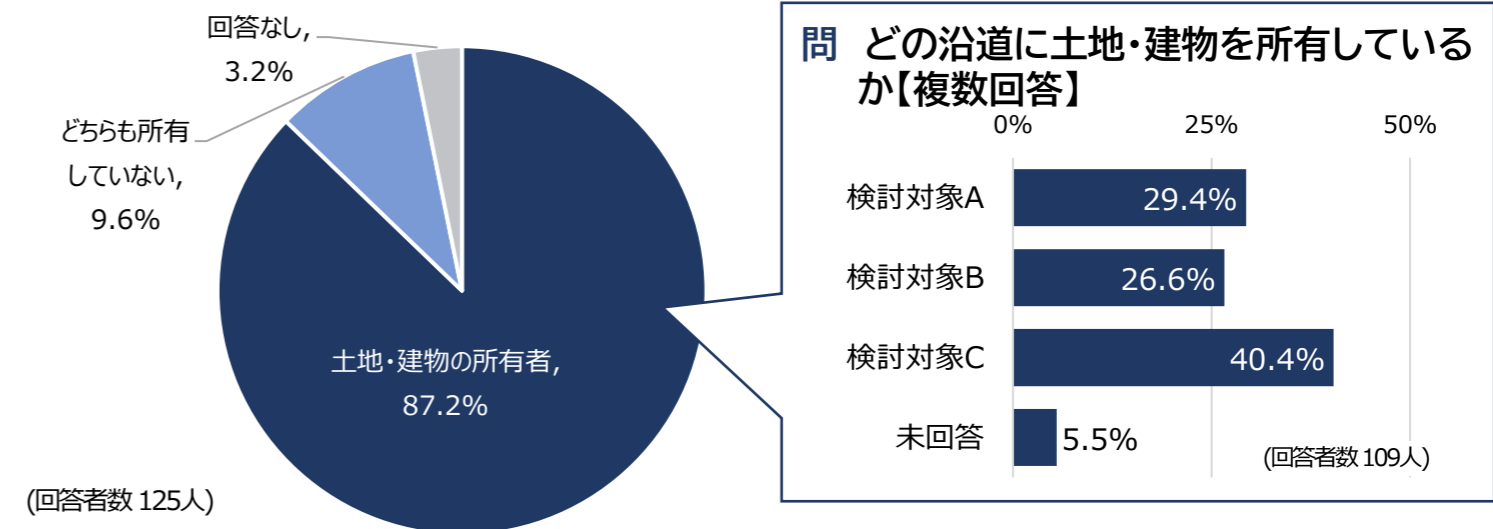 回答なし,
3.2%
どちらも所有
していない,
9.6%
土地・建物の所有者,
87.2%
(回答者数 125人)
問 どの沿道に土地・建物を所有している
か【複数回答】
0% 25% 50%
検討対象A 29.4%
検討対象B 26.6%
検討対象C 40.4%
未回答 5.5%
(回答者数 109人)